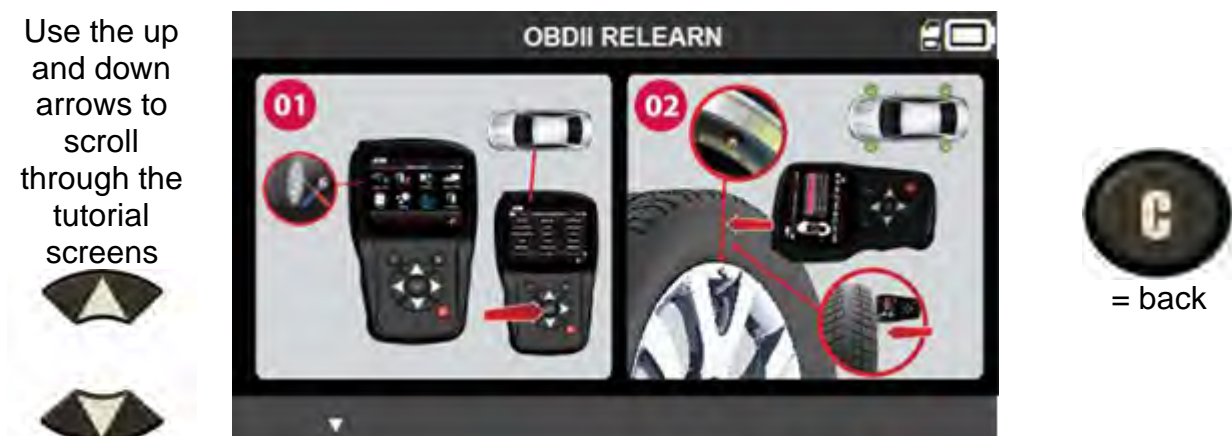 Use the up
and down
arrows to
scroll
through the
tutorial
screens
OBDII RELEARN
01
02
C
= back